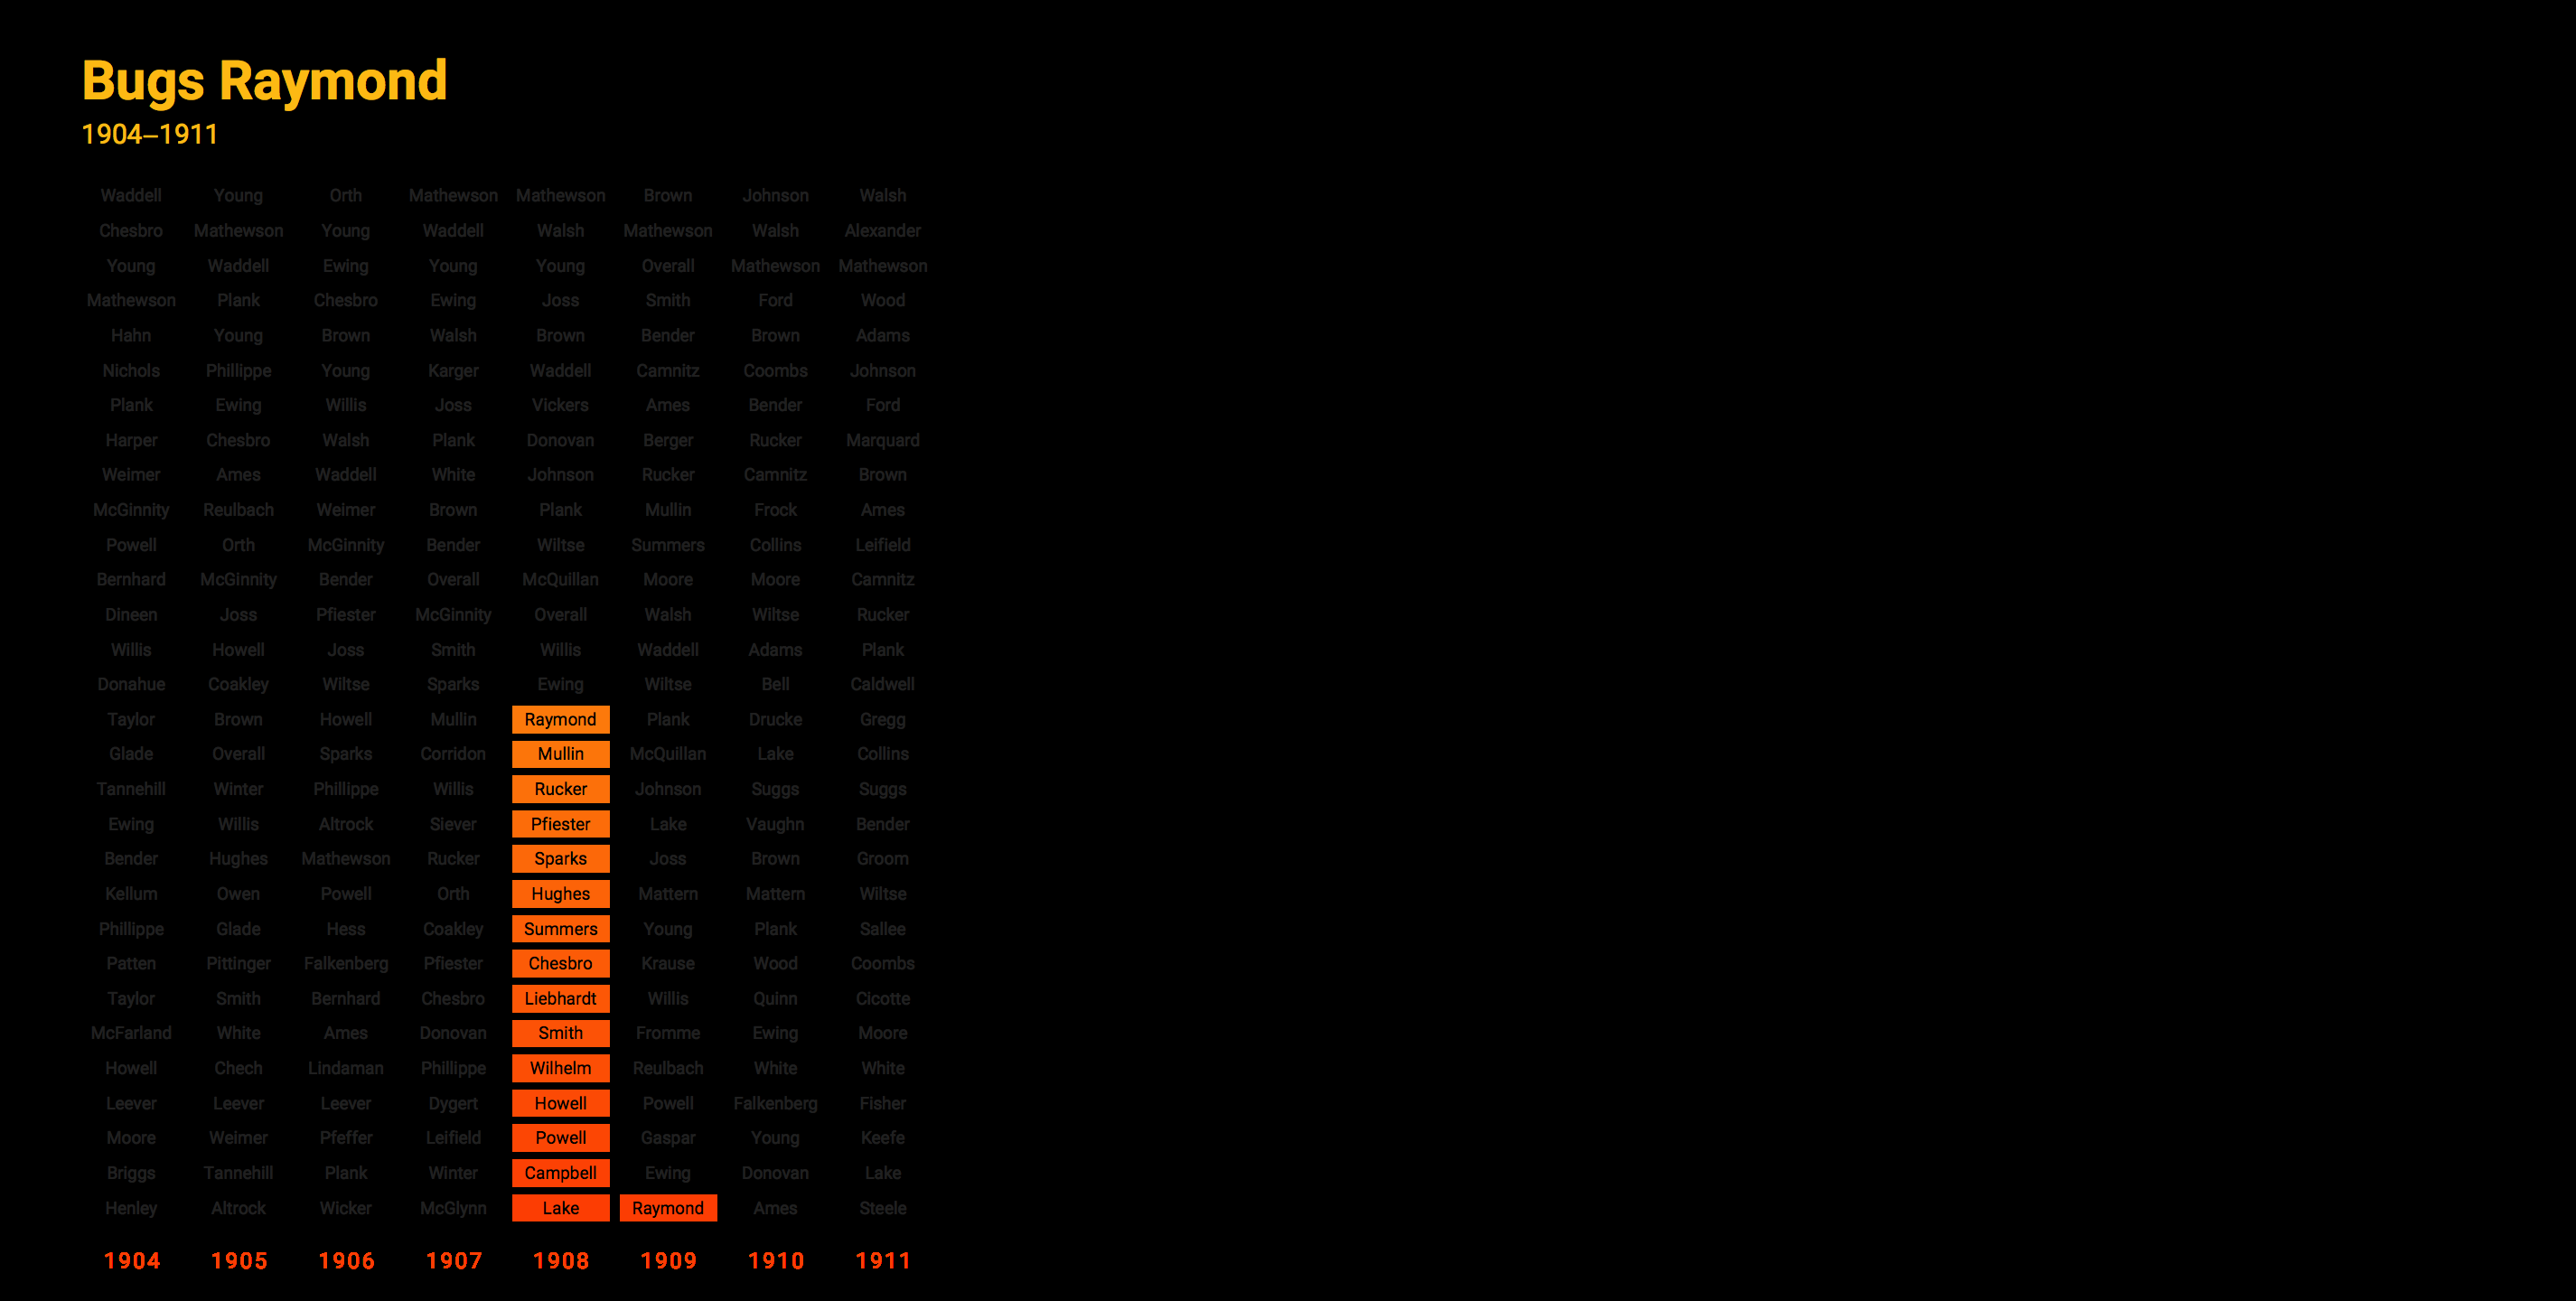 Bugs Raymond
1904–1911
Waddell Young Orth Mathewson Mathewson Brown Johnson Walsh
Chesbro Mathewson Young Waddell Walsh Mathewson Walsh Alexander
Young Waddell Ewing Young Young Overall Mathewson Mathewson
Mathewson Plank Chesbro Ewing Joss Smith Ford Wood
Hahn Young Brown Walsh Brown Bender Brown Adams
Nichols Phillippe Young Karger Waddell Camnitz Coombs Johnson
Plank Ewing Willis Joss Vickers Ames Bender Ford
Harper Chesbro Walsh Plank Donovan Berger Rucker Marquard
Weimer Ames Waddell White Johnson Rucker Camnitz Brown
McGinnity Reulbach Weimer Brown Plank Mullin Frock Ames
Powell Orth McGinnity Bender Wiltse Summers Collins Leifield
Bernhard McGinnity Bender Overall McQuillan Moore Moore Camnitz
Dineen Joss Pfiester McGinnity Overall Walsh Wiltse Rucker
Willis Howell Joss Smith Willis Waddell Adams Plank
Donahue Coakley Wiltse Sparks Ewing Wiltse Bell Caldwell
Taylor Brown Howell Mullin Raymond Plank Drucke Gregg
Glade Overall Sparks Corridon Mullin McQuillan Lake Collins
Tannehill Winter Phillippe Willis Rucker Johnson Suggs Suggs
Ewing Willis Altrock Siever Pfiester Lake Vaughn Bender
Bender Hughes Mathewson Rucker Sparks Joss Brown Groom
Kellum Owen Powell Orth Hughes Mattern Mattern Wiltse
Phillippe Glade Hess Coakley Summers Young Plank Sallee
Patten Pittinger Falkenberg Pfiester Chesbro Krause Wood Coombs
Taylor Smith Bernhard Chesbro Liebhardt Willis Quinn Cicotte
McFarland White Ames Donovan Smith Fromme Ewing Moore
Howell Chech Lindaman Phillippe Wilhelm Reulbach White White
Leever Leever Leever Dygert Howell Powell Falkenberg Fisher
Moore Weimer Pfeffer Leifield Powell Gaspar Young Keefe
Briggs Tannehill Plank Winter Campbell Ewing Donovan Lake
Henley Altrock Wicker McGlynn Lake Raymond Ames Steele
1904 1905 1906 1907 1908 1909 1910 1911